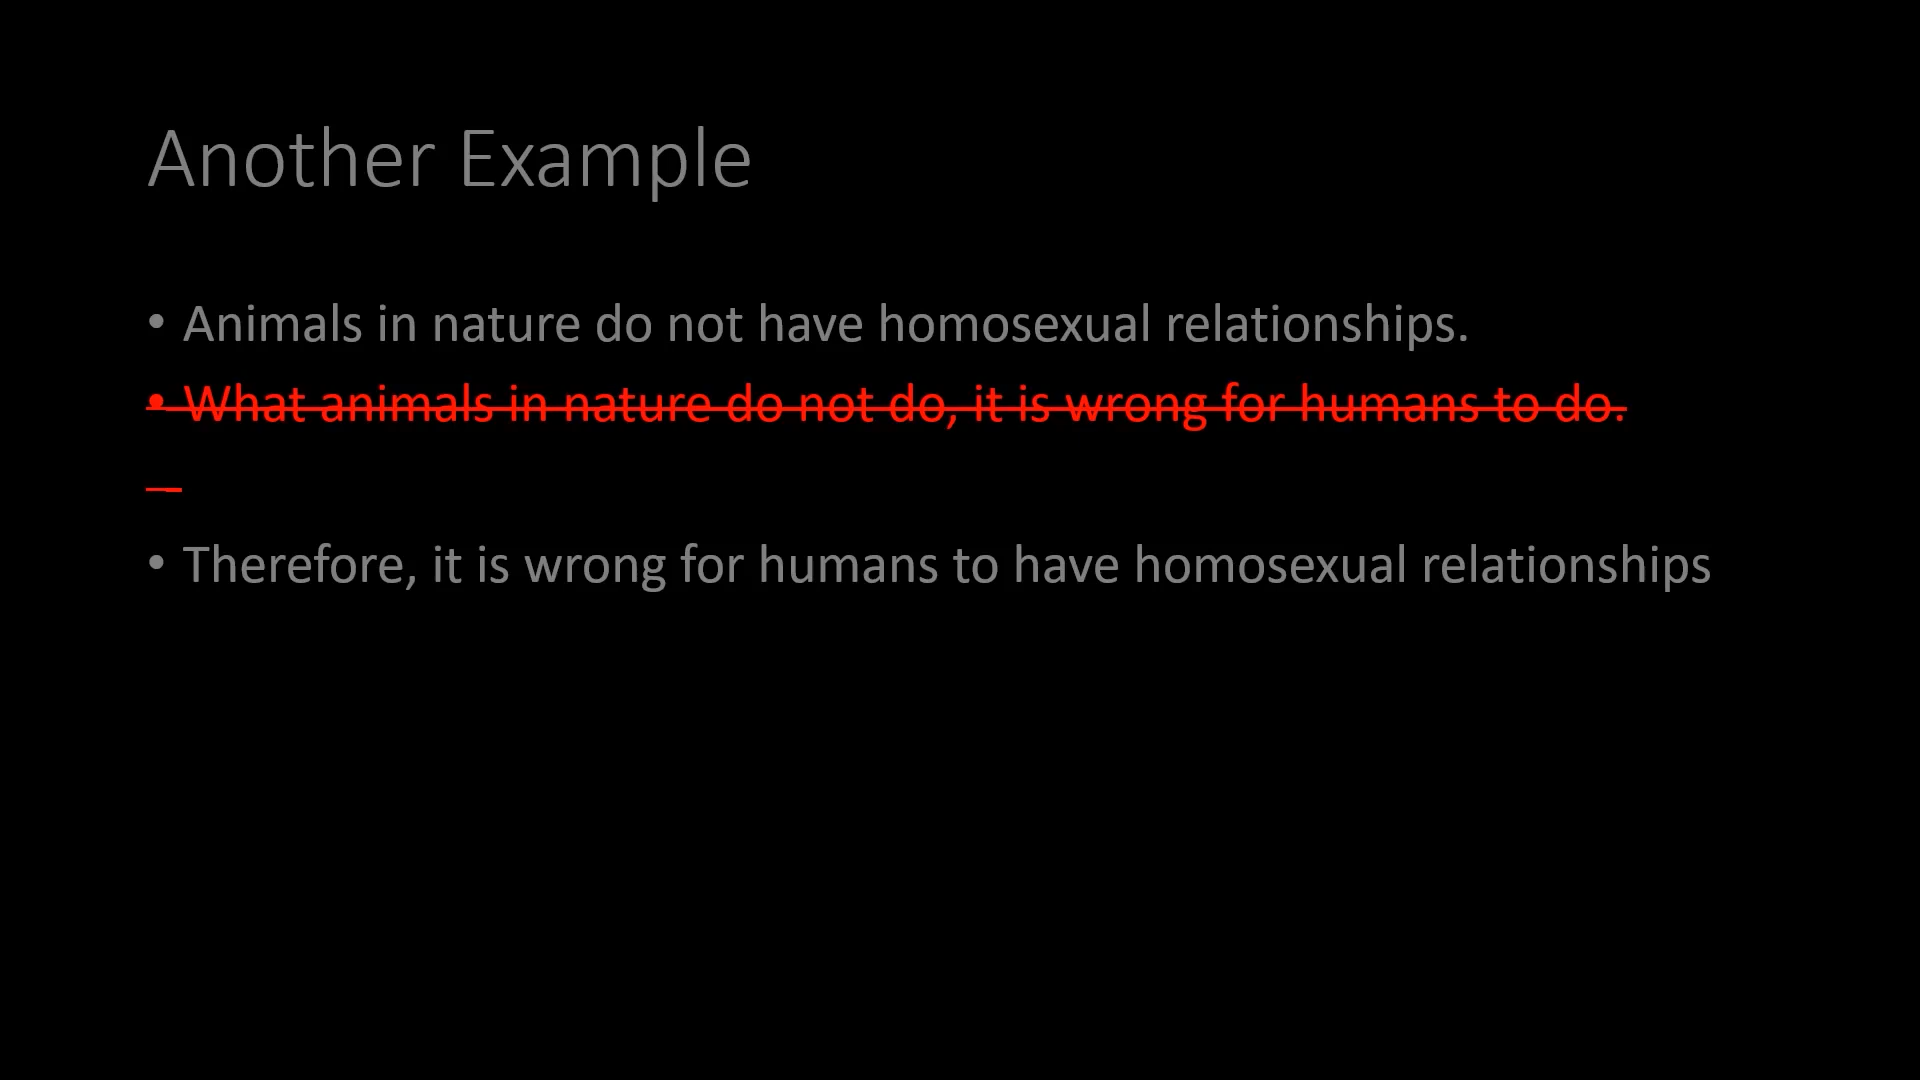 Another Example
• Animals in nature do not have homosexual relationships.
• What animals in nature do not do, it is wrong for humans to do.
• Therefore, it is wrong for humans to have homosexual relationships